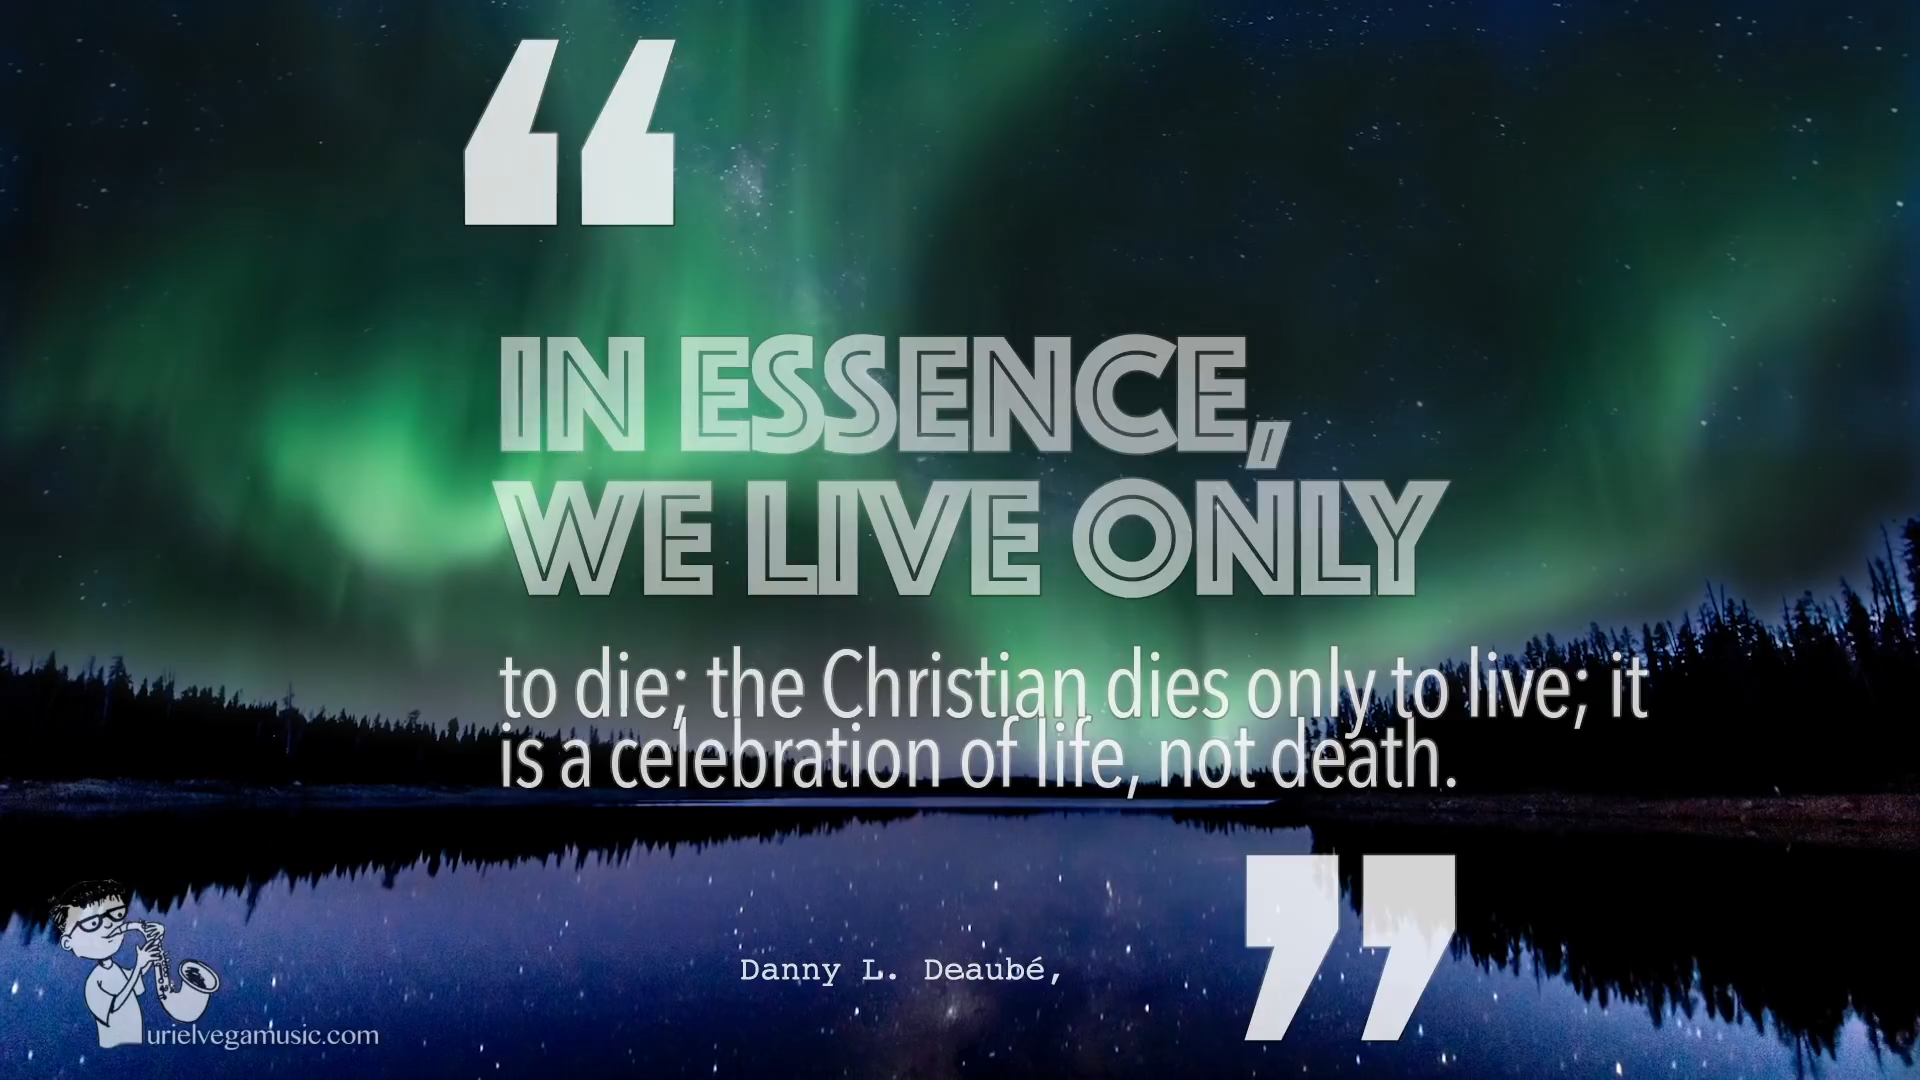 “
IN ESSENCE,
WE LIVE ONLY
to die; the Christian dies only to live; it
is a celebration of life, not death.
”
Danny L. Deaubé,
urielvegamusic.com